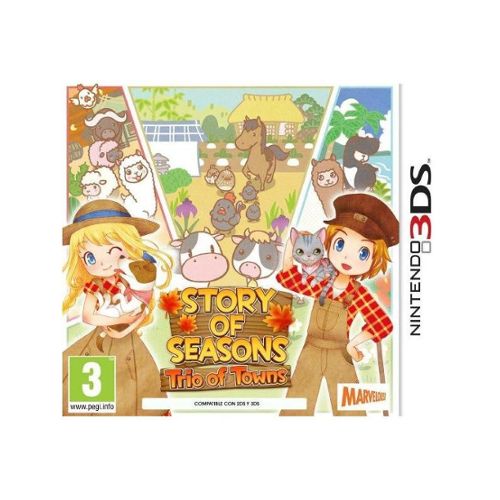 STORY
OF
SEASONS
Trio of Towns
3
www.pegi.info
COMPATIBLE CON 2DS Y 3DS
MARVELOUS!
NINTENDO 3DS